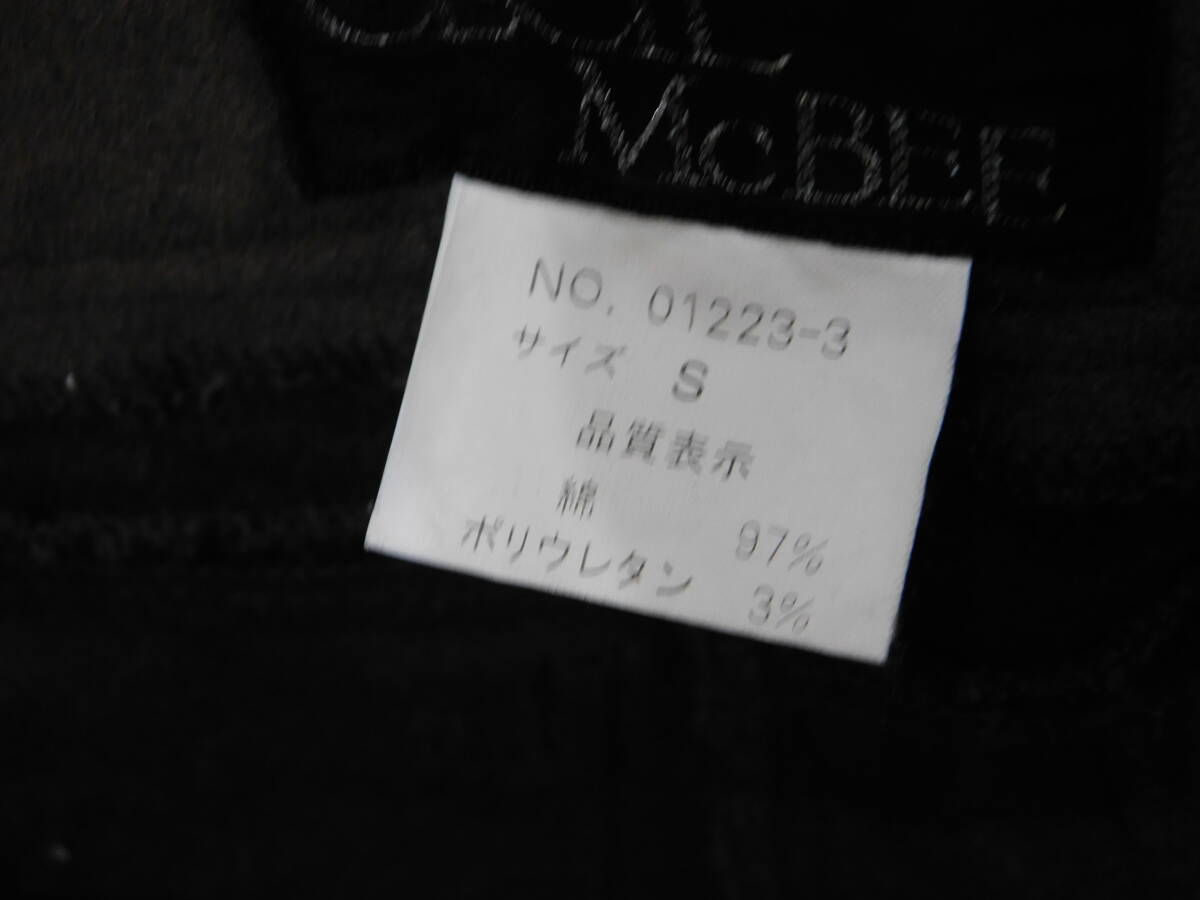 McBEE
NO. 01223-3
サイズ S
品質表示
綿 97%
ポリウレタン 3%